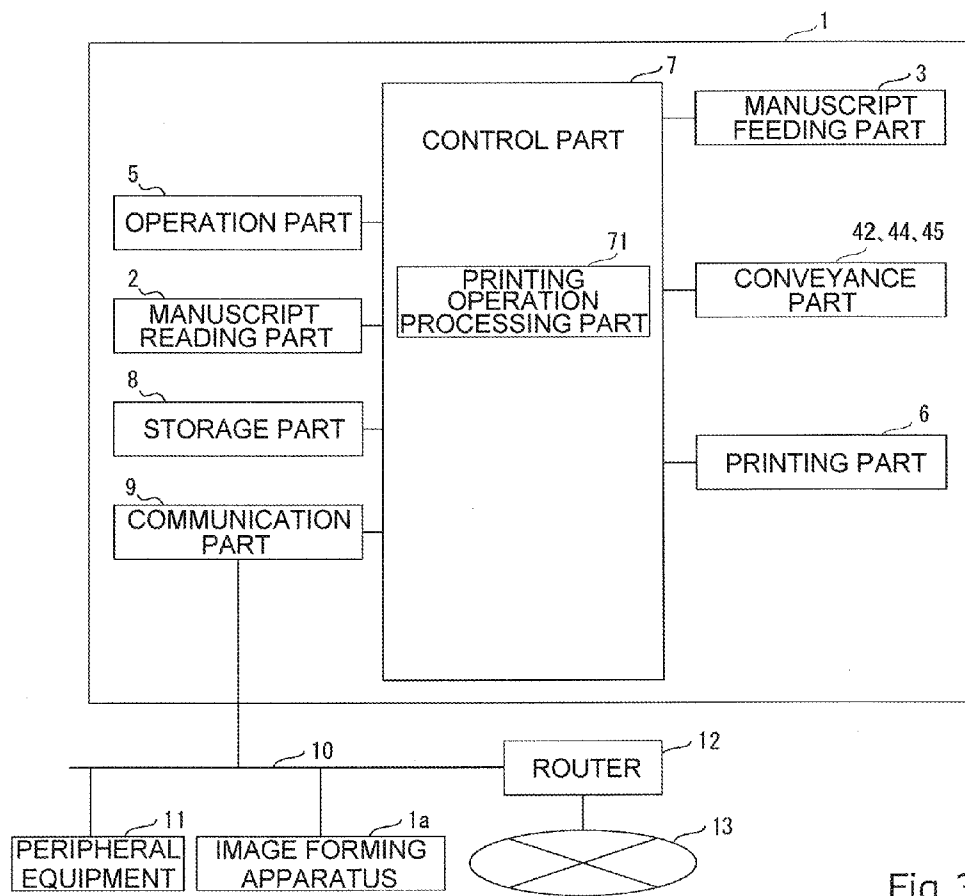 1
7
3
MANUSCRIPT
FEEDING PART
CONTROL PART
5
OPERATION PART
42、44、45
CONVEYANCE
PART
71
PRINTING
OPERATION
PROCESSING PART
2
MANUSCRIPT
READING PART
8
STORAGE PART
6
PRINTING PART
9
COMMUNICATION
PART
10
12
ROUTER
11
PERIPHERAL
EQUIPMENT
1a
IMAGE FORMING
APPARATUS
13
Fig.